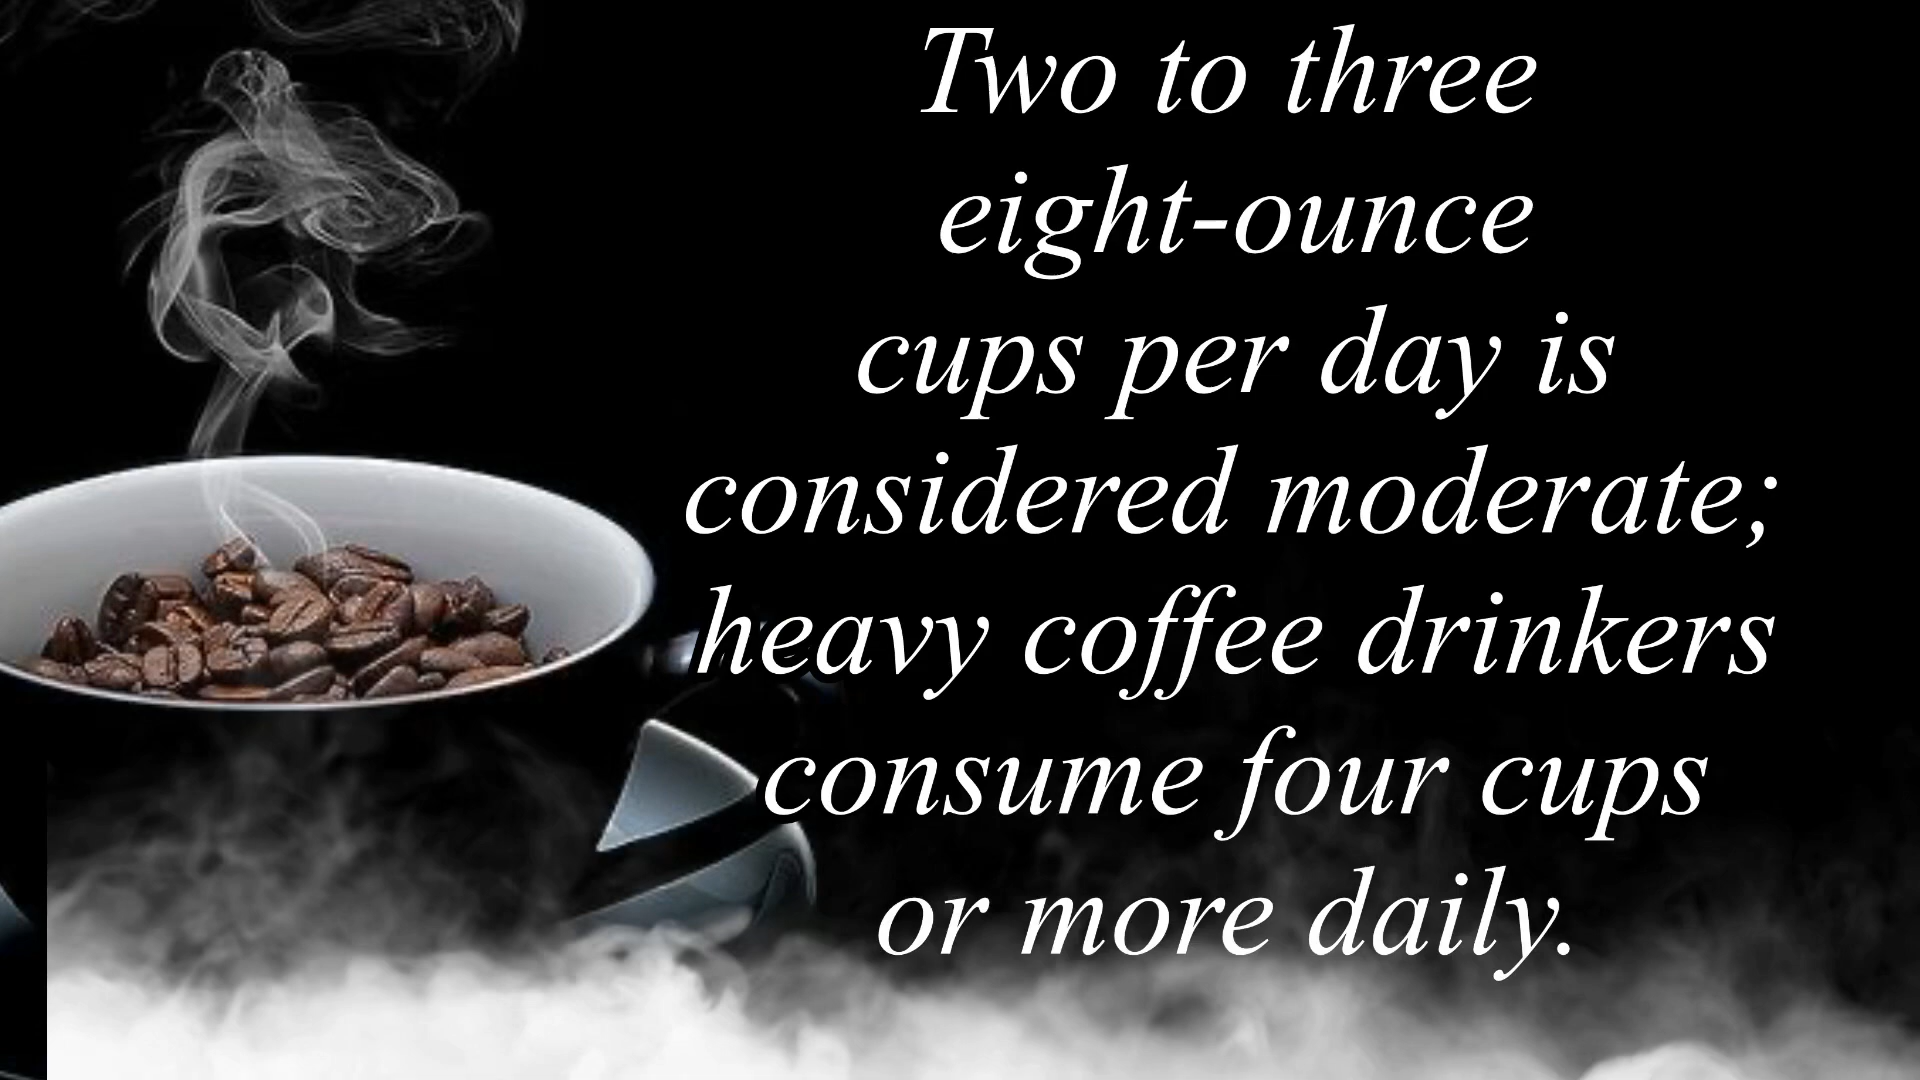 Two to three
eight-ounce
cups per day is
considered moderate;
heavy coffee drinkers
consume four cups
or more daily.